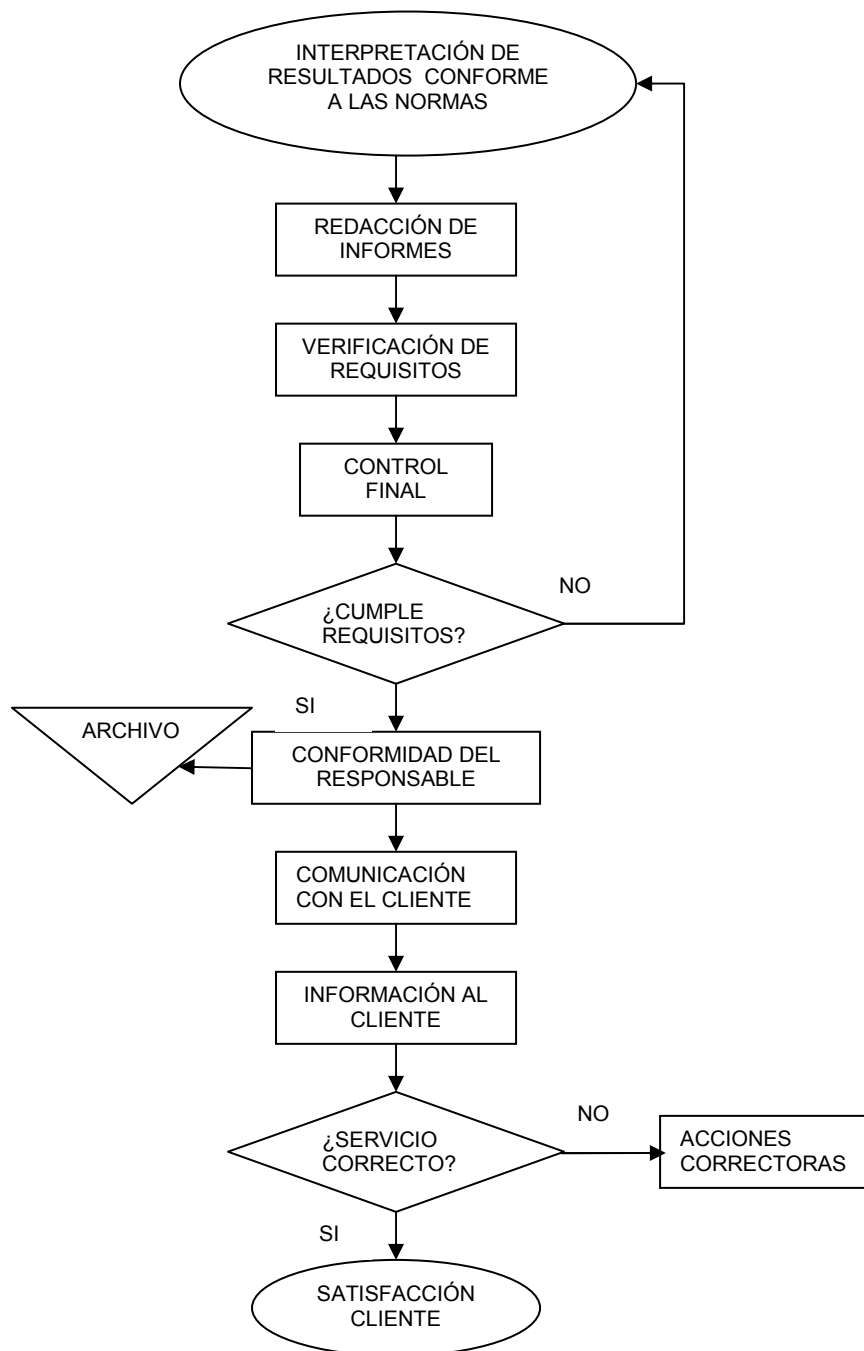 INTERPRETACIÓN DE
RESULTADOS CONFORME
A LAS NORMAS
REDACCIÓN DE
INFORMES
VERIFICACIÓN DE
REQUISITOS
CONTROL
FINAL
NO
¿CUMPLE
REQUISITOS?
SI
ARCHIVO
CONFORMIDAD DEL
RESPONSABLE
COMUNICACIÓN
CON EL CLIENTE
INFORMACIÓN AL
CLIENTE
NO
¿SERVICIO
CORRECTO?
ACCIONES
CORRECTORAS
SI
SATISFACCIÓN
CLIENTE